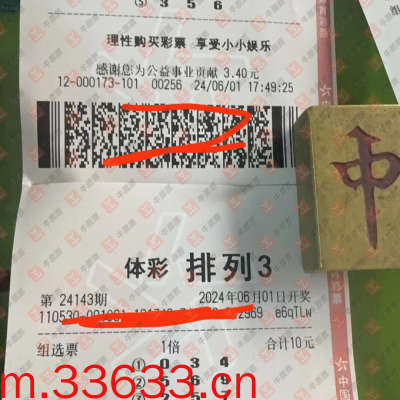 ⑤ 3 5 6
理性购买彩票 享受小小娱乐
感谢您为公益事业贡献 3.40元
12-000173-101 00256 24/06/01 17:49:25
中
体彩 排列3
第 24143期 2024年06月01日开奖
e6qTLw
组选票 1倍 合计10元
① 0 3 4
② 5 6 9
m.33633.cn